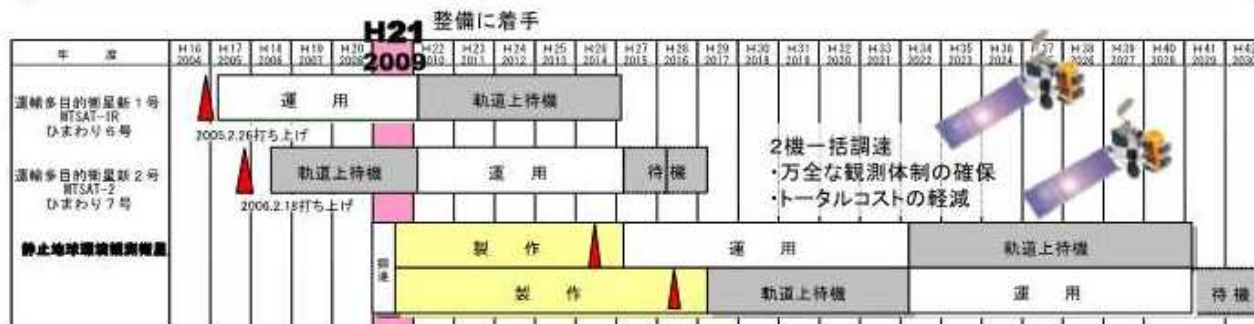 整備に着手
H21
2009
年 度
H16 H17 H18 H19 H20 H22 H23 H24 H25 H26 H27 H28 H29 H30 H31 H32 H33 H34 H35 H36 H37 H38 H39 H40 H41 H42
2004 2005 2006 2007 2008 2010 2011 2012 2013 2014 2015 2016 2017 2018 2019 2020 2021 2022 2023 2024 2026 2027 2028 2029 2030
運輸多目的衛星新1号
MTSAT-1R
ひまわり6号
運 用
軌道上待機
2005.2.26打ち上げ
運輸多目的衛星新2号
MTSAT-2
ひまわり7号
軌道上待機
運 用
待 機
2006.2.18打ち上げ
2機一括調達
・万全な観測体制の確保
・トータルコストの軽減
静止地球環境観測衛星
調達
製 作
運 用
軌道上待機
製 作
軌道上待機
運 用
待 機